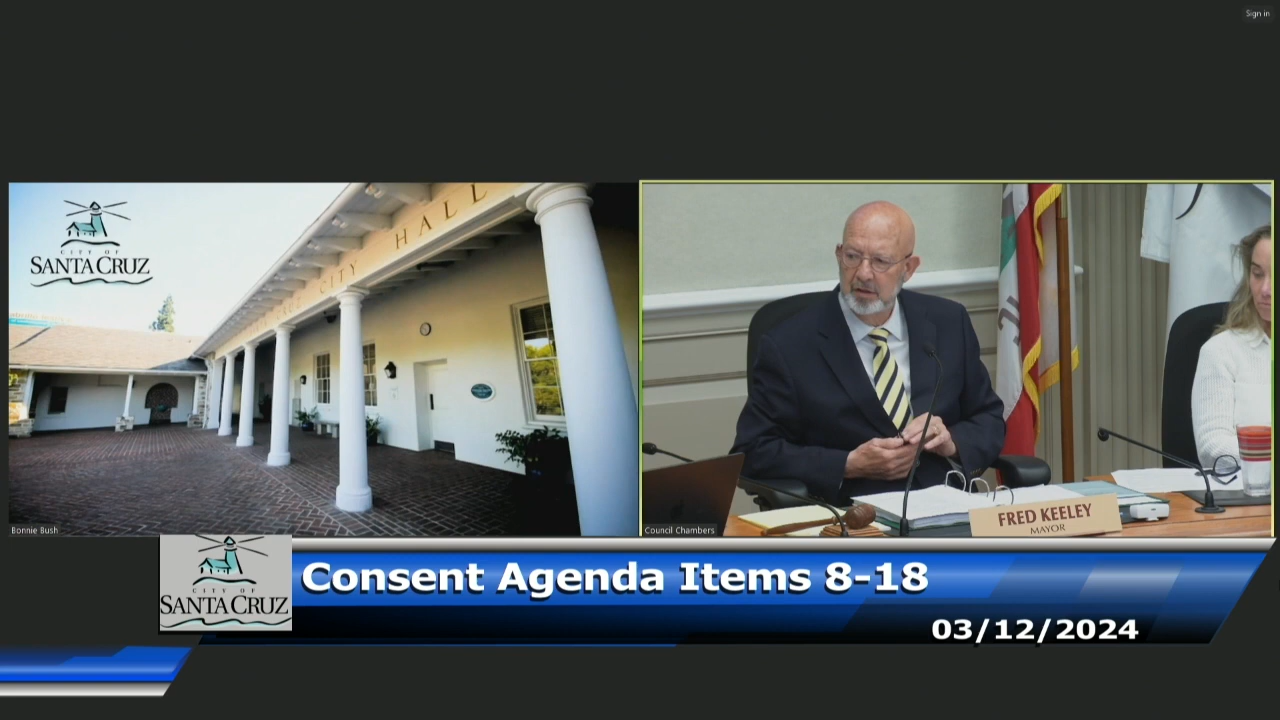 Sign in
CITY OF
SANTA CRUZ
CITY HALL
Bonnie Bush
Council Chambers
FRED KEELEY
MAYOR
CITY OF
SANTA CRUZ
Consent Agenda Items 8-18
03/12/2024